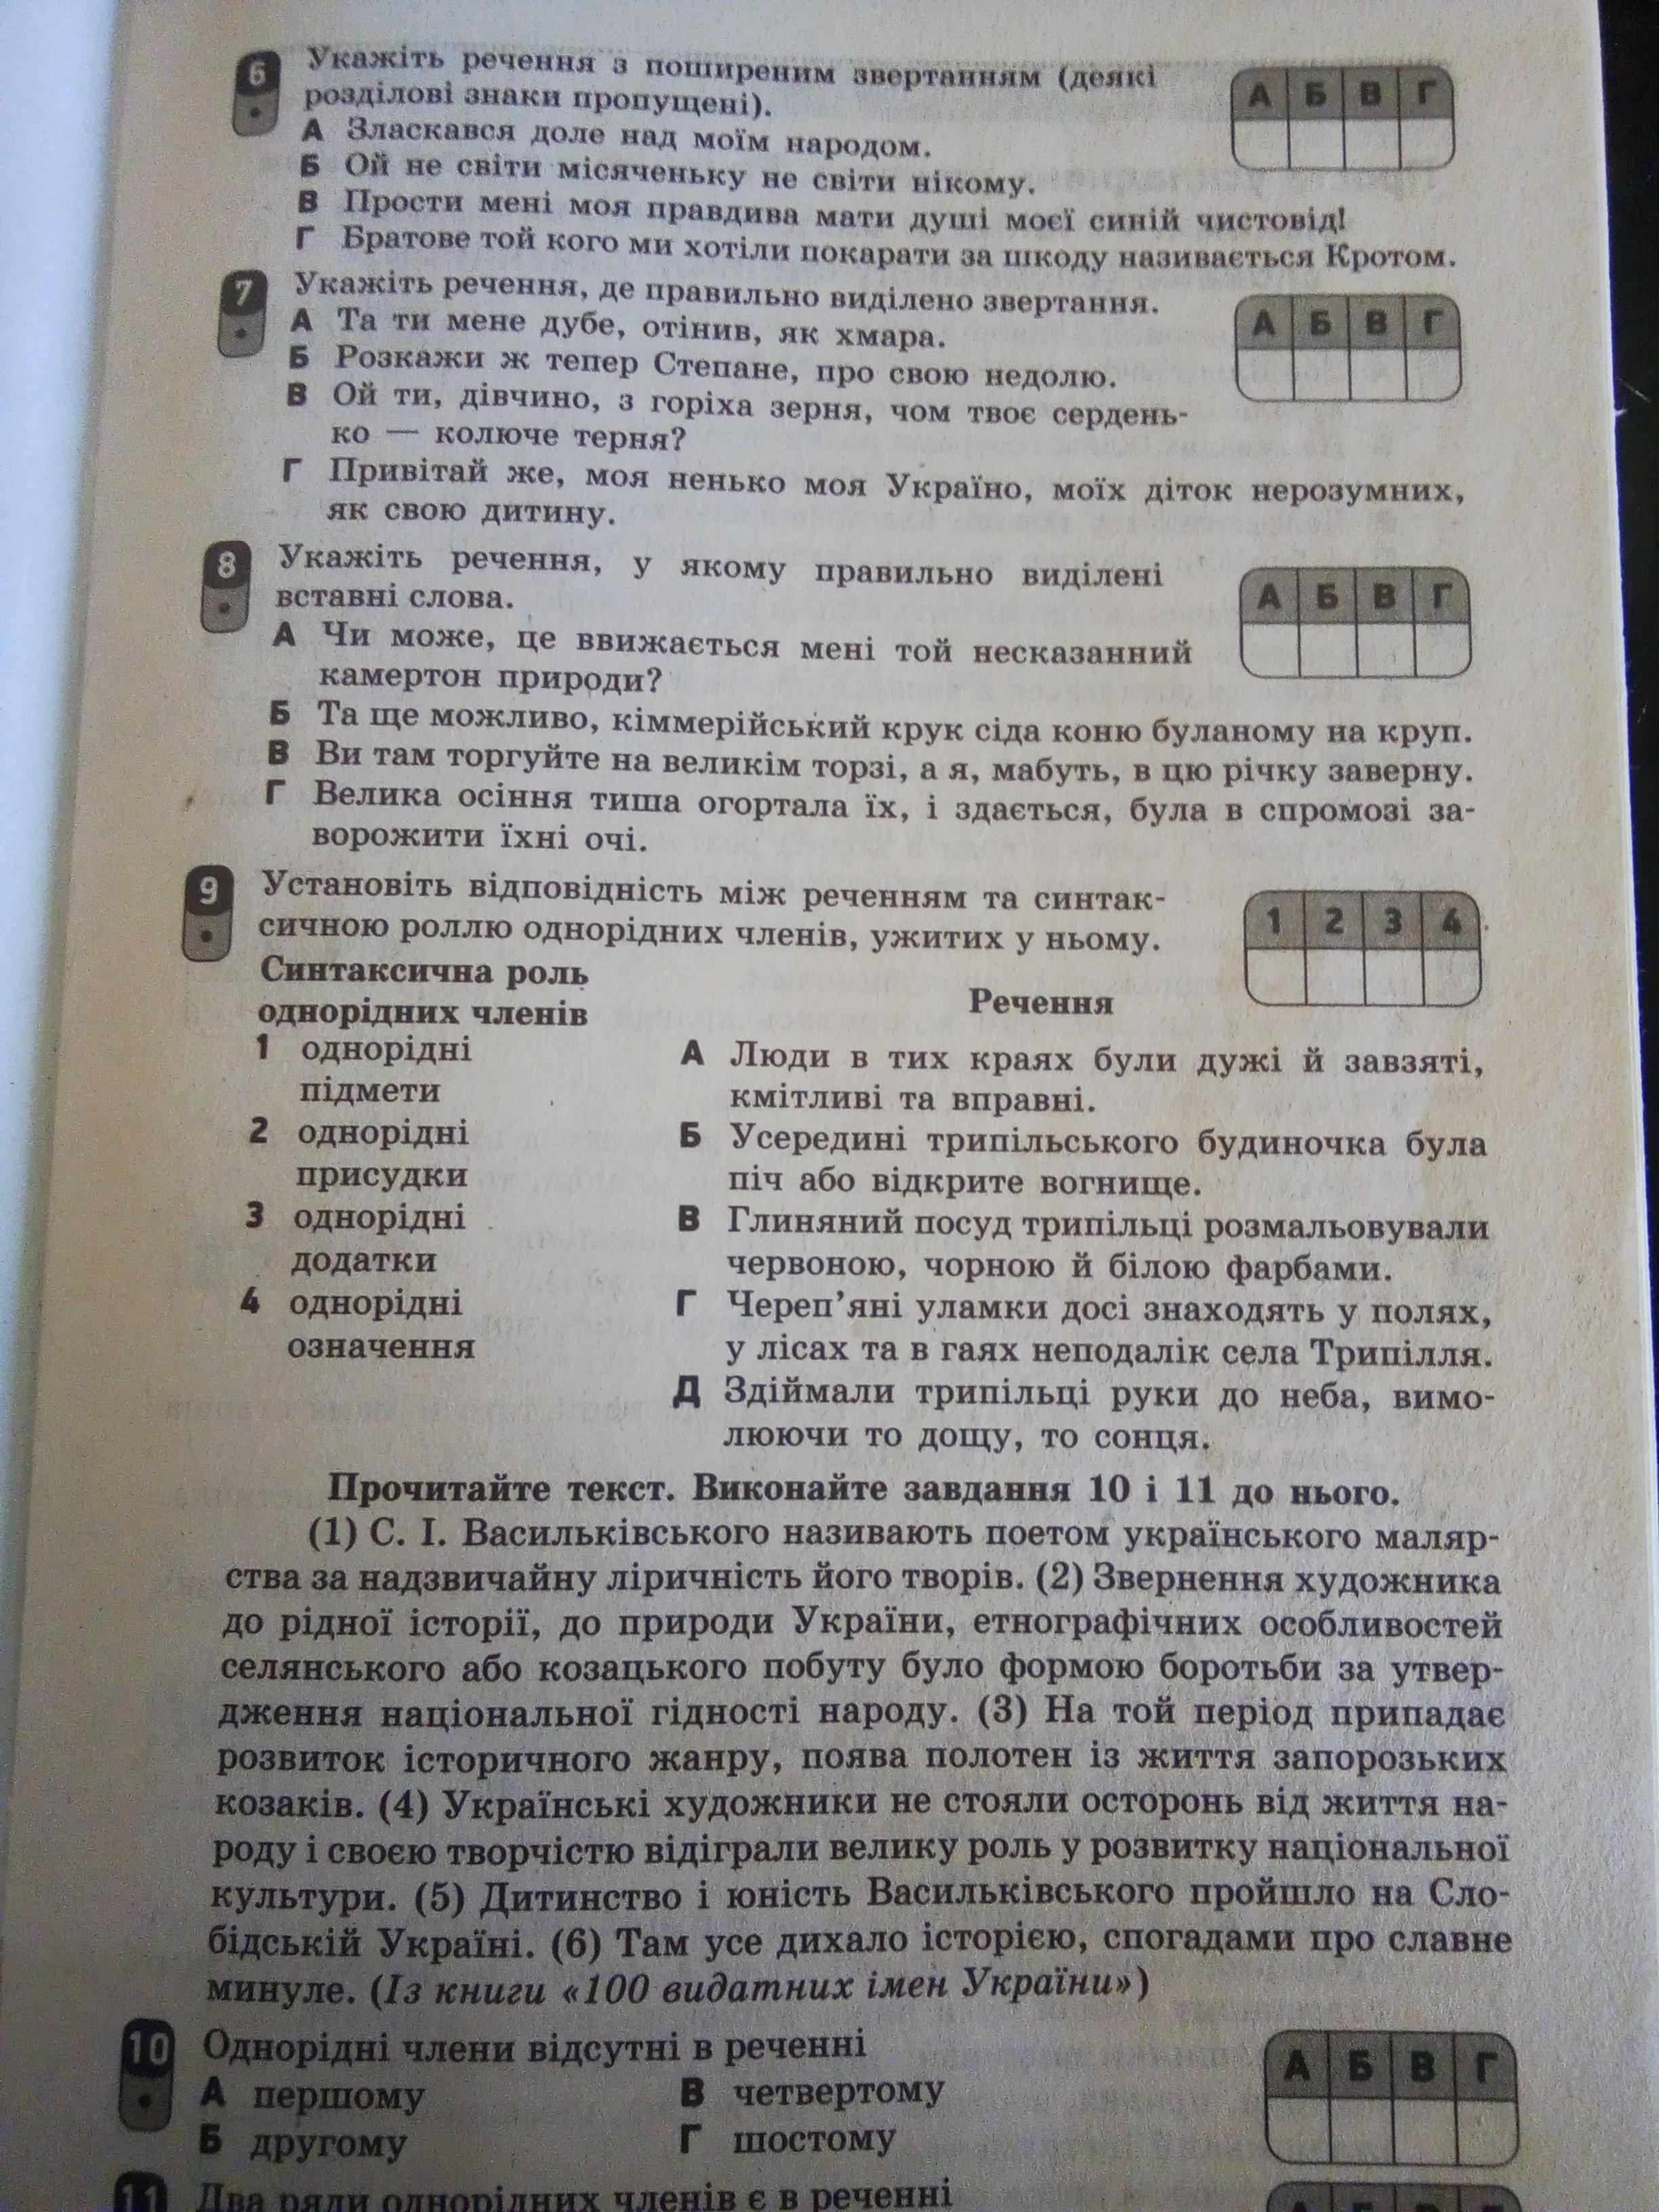 6 Укажіть речення з поширеним звертанням (деякі
розділові знаки пропущені).
А Б В Г
А Зласкався доле над моїм народом.
Б Ой не світи місяченьку не світи нікому.
В Прости мені моя правдива мати душі моєї синій чистовід!
Г Братове той кого ми хотіли покарати за шкоду називається Кротом.
7 Укажіть речення, де правильно виділено звертання.
А Б В Г
А Та ти мене дубе, отінив, як хмара.
Б Розкажи ж тепер Степане, про свою недолю.
В Ой ти, дівчино, з горіха зерня, чом твоє сердень-
ко — колюче терня?
Г Привітай же, моя ненько моя Україно, моїх діток нерозумних,
як свою дитину.
8 Укажіть речення, у якому правильно виділені
вставні слова.
А Б В Г
А Чи може, це ввижається мені той несказанний
камертон природи?
Б Та ще можливо, кіммерійський крук сіда коню буланому на круп.
В Ви там торгуйте на великім торзі, а я, мабуть, в цю річку заверну.
Г Велика осіння тиша огортала їх, і здається, була в спромозі за-
ворожити їхні очі.
9 Установіть відповідність між реченням та синтак-
сичною роллю однорідних членів, ужитих у ньому.
1 2 3 4
Синтаксична роль
однорідних членів
1 однорідні
підмети
2 однорідні
присудки
3 однорідні
додатки
4 однорідні
означення
Речення
А Люди в тих краях були дужі й завзяті,
кмітливі та вправні.
Б Усередині трипільського будиночка була
піч або відкрите вогнище.
В Глиняний посуд трипільці розмальовували
червоною, чорною й білою фарбами.
Г Череп’яні уламки досі знаходять у полях,
у лісах та в гаях неподалік села Трипілля.
Д Здіймали трипільці руки до неба, вимо-
люючи то дощу, то сонця.
Прочитайте текст. Виконайте завдання 10 і 11 до нього.
(1) С. І. Васильківського називають поетом українського маляр-
ства за надзвичайну ліричність його творів. (2) Звернення художника
до рідної історії, до природи України, етнографічних особливостей
селянського або козацького побуту було формою боротьби за утвер-
дження національної гідності народу. (3) На той період припадає
розвиток історичного жанру, поява полотен із життя запорозьких
козаків. (4) Українські художники не стояли осторонь від життя на-
роду і своєю творчістю відіграли велику роль у розвитку національної
культури. (5) Дитинство і юність Васильківського пройшло на Сло-
бідській Україні. (6) Там усе дихало історією, спогадами про славне
минуле. (Із книги «100 видатних імен України»)
10 Однорідні члени відсутні в реченні
А Б В Г
А першому В четвертому
Б другому Г шостому
11 Два ряди однорідних членів є в реченні
А Б В Г